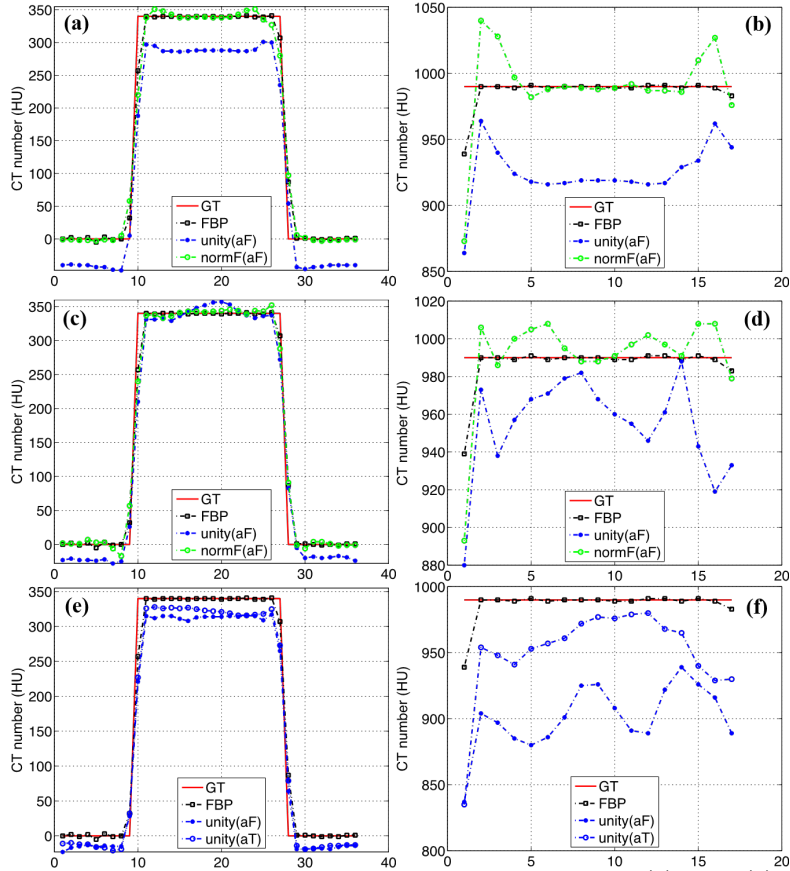 (a)
CT number (HU)
350
300
250
200
150
100
50
0
0 10 20 30 40
GT
FBP
unity(aF)
normF(aF)
(b)
CT number (HU)
1050
1000
950
900
850
0 5 10 15 20
GT
FBP
unity(aF)
normF(aF)
(c)
CT number (HU)
350
300
250
200
150
100
50
0
0 10 20 30 40
GT
FBP
unity(aF)
normF(aF)
(d)
CT number (HU)
1020
1000
980
960
940
920
900
880
0 5 10 15 20
GT
FBP
unity(aF)
normF(aF)
(e)
CT number (HU)
350
300
250
200
150
100
50
0
0 10 20 30 40
GT
FBP
unity(aF)
unity(aT)
(f)
CT number (HU)
1000
950
900
850
800
0 5 10 15 20
GT
FBP
unity(aF)
unity(aT)